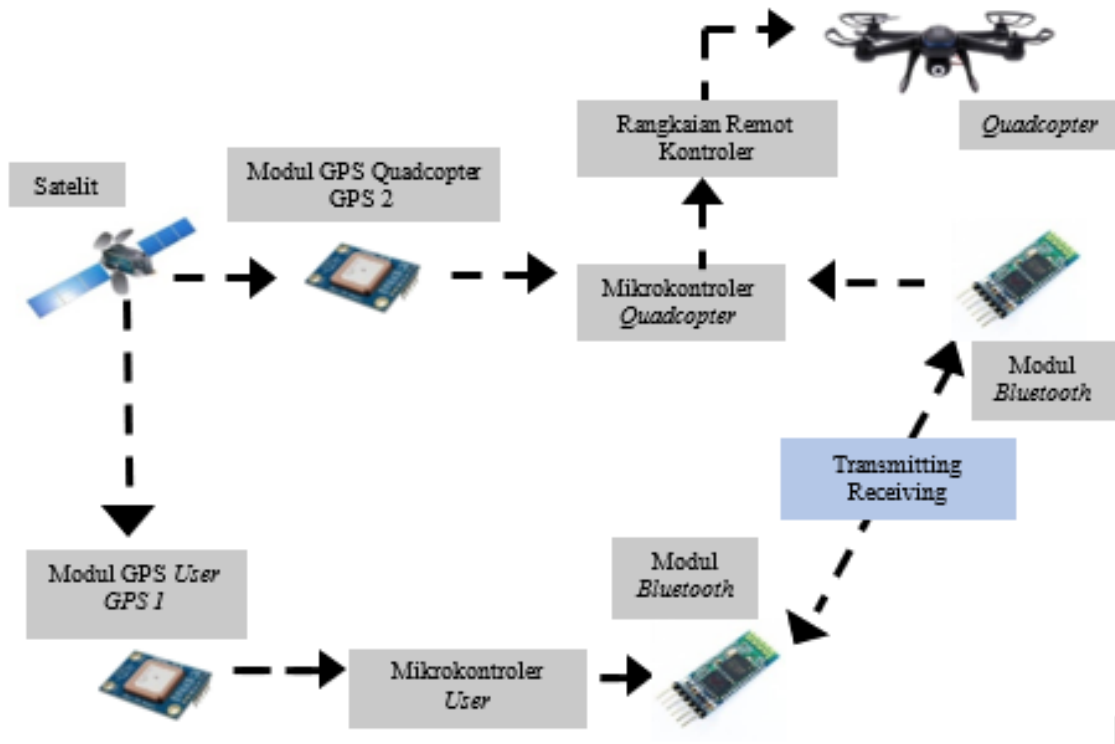 Rangkaian Remot
Kontroler
Quadcopter
Satelit
Modul GPS Quadcopter
GPS 2
Mikrokontroler
Quadcopter
Modul
Bluetooth
Transmitting
Receiving
Modul GPS User
GPS 1
Modul
Bluetooth
Mikrokontroler
User